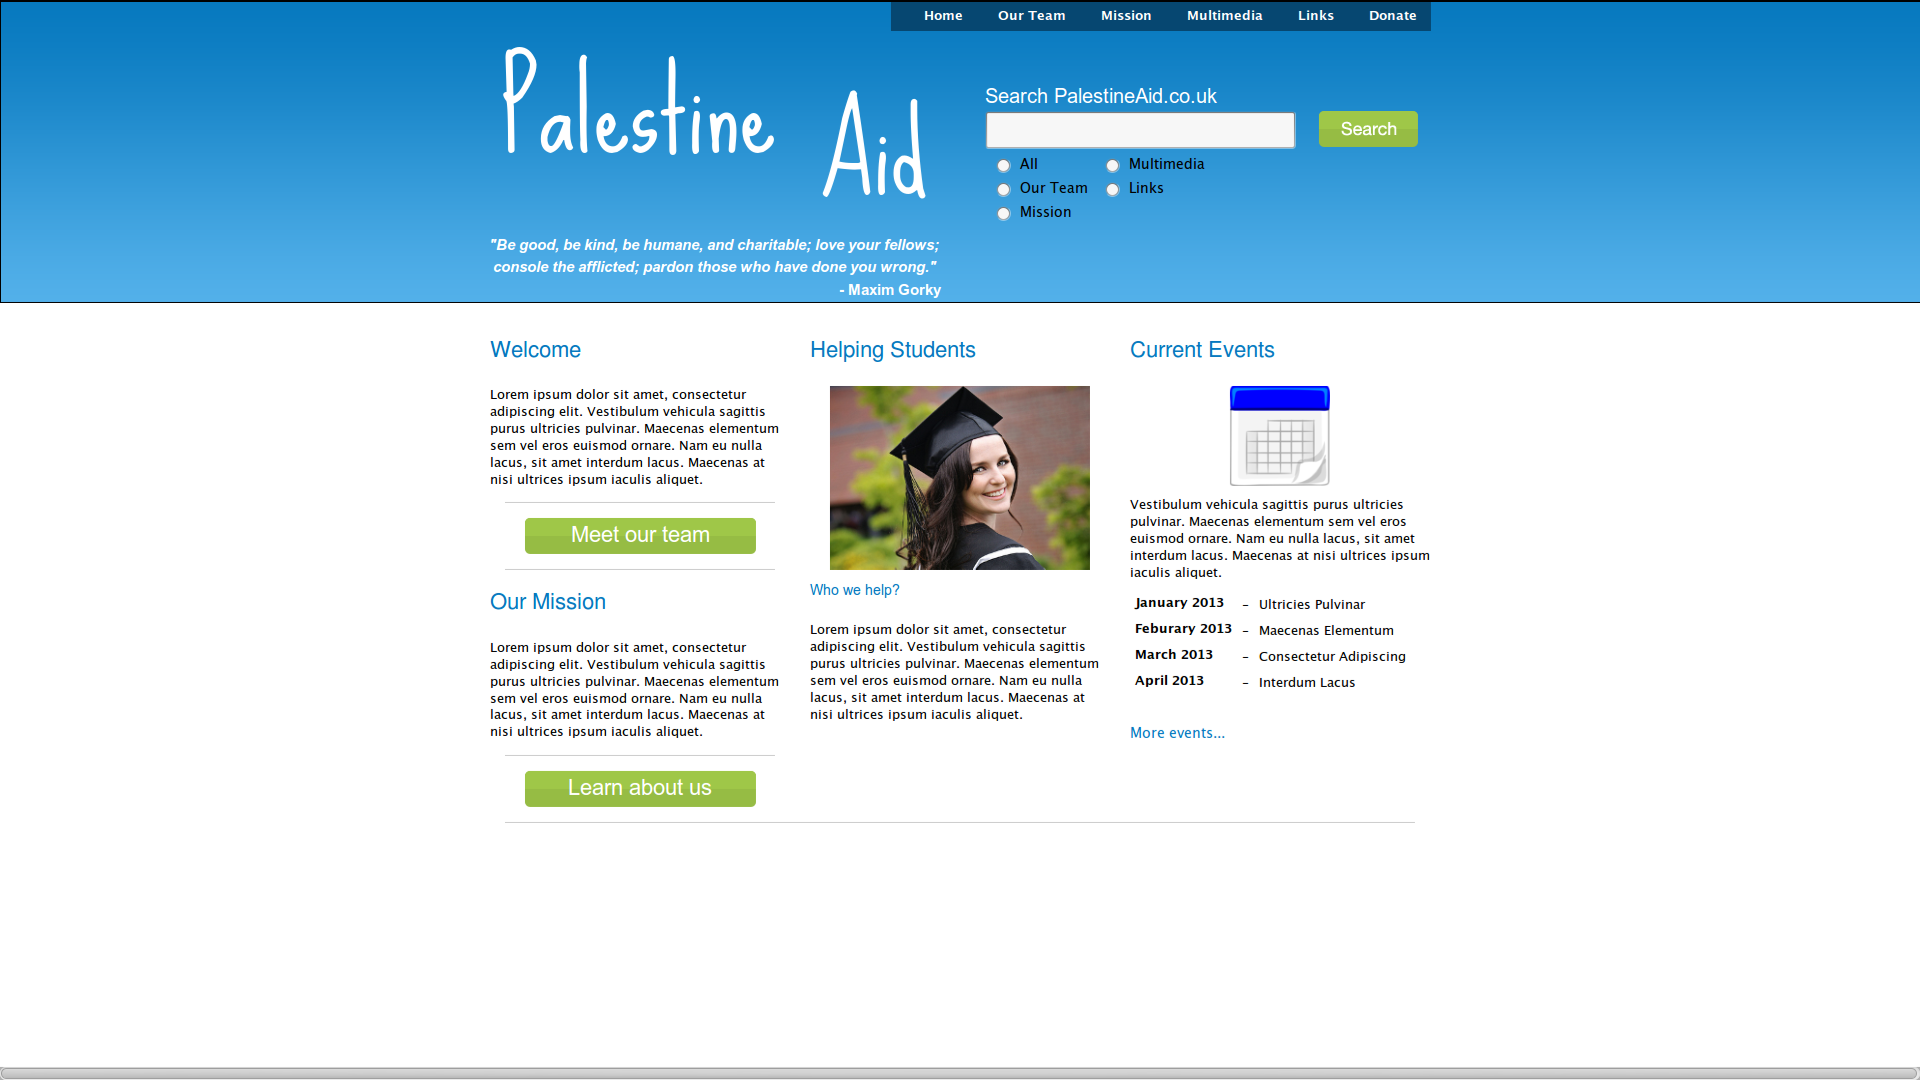 Home Our Team Mission Multimedia Links Donate
Palestine
Aid
Search PalestineAid.co.uk
Search
All
Multimedia
Our Team
Links
Mission
"Be good, be kind, be humane, and charitable; love your fellows;
console the afflicted; pardon those who have done you wrong."
- Maxim Gorky
Welcome
Lorem ipsum dolor sit amet, consectetur
adipiscing elit. Vestibulum vehicula sagittis
purus ultricies pulvinar. Maecenas elementum
sem vel eros euismod ornare. Nam eu nulla
lacus, sit amet interdum lacus. Maecenas at
nisi ultrices ipsum iaculis aliquet.
Meet our team
Our Mission
Lorem ipsum dolor sit amet, consectetur
adipiscing elit. Vestibulum vehicula sagittis
purus ultricies pulvinar. Maecenas elementum
sem vel eros euismod ornare. Nam eu nulla
lacus, sit amet interdum lacus. Maecenas at
nisi ultrices ipsum iaculis aliquet.
Learn about us
Helping Students
Who we help?
Lorem ipsum dolor sit amet, consectetur
adipiscing elit. Vestibulum vehicula sagittis
purus ultricies pulvinar. Maecenas elementum
sem vel eros euismod ornare. Nam eu nulla
lacus, sit amet interdum lacus. Maecenas at
nisi ultrices ipsum iaculis aliquet.
Current Events
Vestibulum vehicula sagittis purus ultricies
pulvinar. Maecenas elementum sem vel eros
euismod ornare. Nam eu nulla lacus, sit amet
interdum lacus. Maecenas at nisi ultrices ipsum
iaculis aliquet.
January 2013 – Ultricies Pulvinar
Feburary 2013 – Maecenas Elementum
March 2013 – Consectetur Adipiscing
April 2013 – Interdum Lacus
More events...